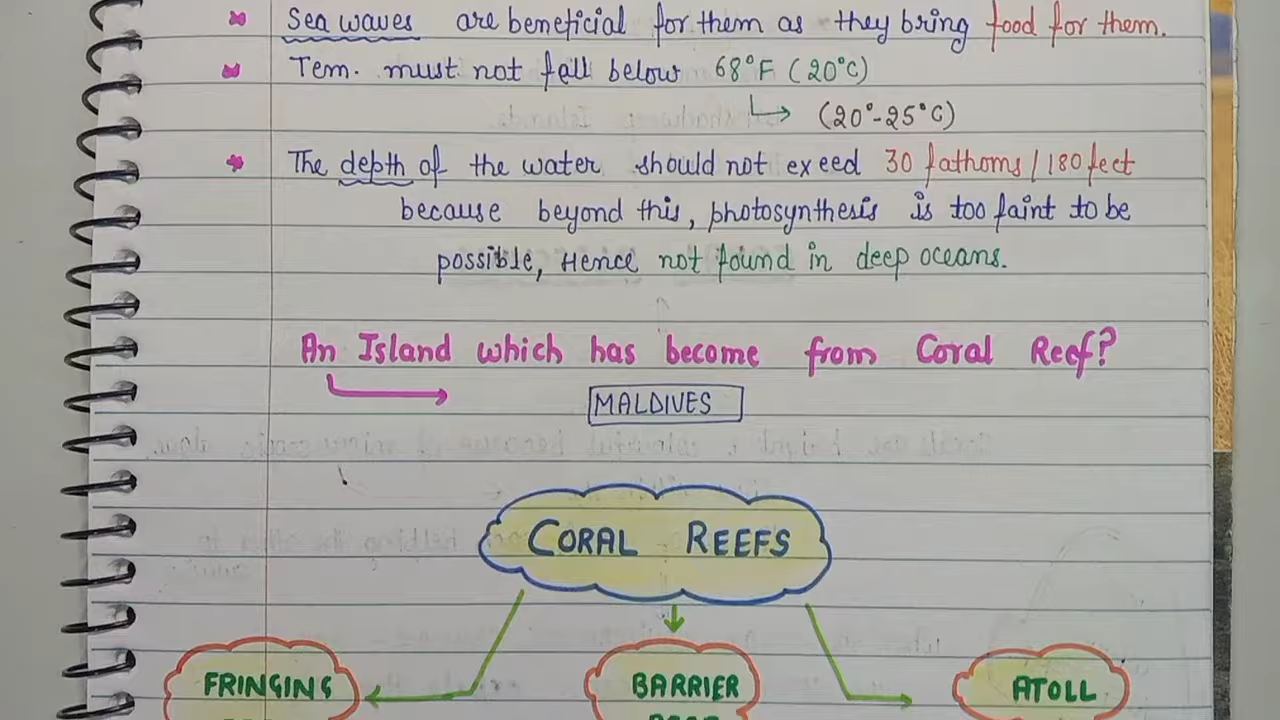 Sea waves are beneficial for them as they bring food for them.
Tem. must not fall below 68°F (20°C)
(20°-25°C)
The depth of the water should not exeed 30 fathoms / 180 feet
because beyond this, photosynthesis is too faint to be
possible, Hence not found in deep oceans.
An Island which has become from Coral Reef?
MALDIVES
CORAL REEFS
FRINGING
BARRIER
ATOLL